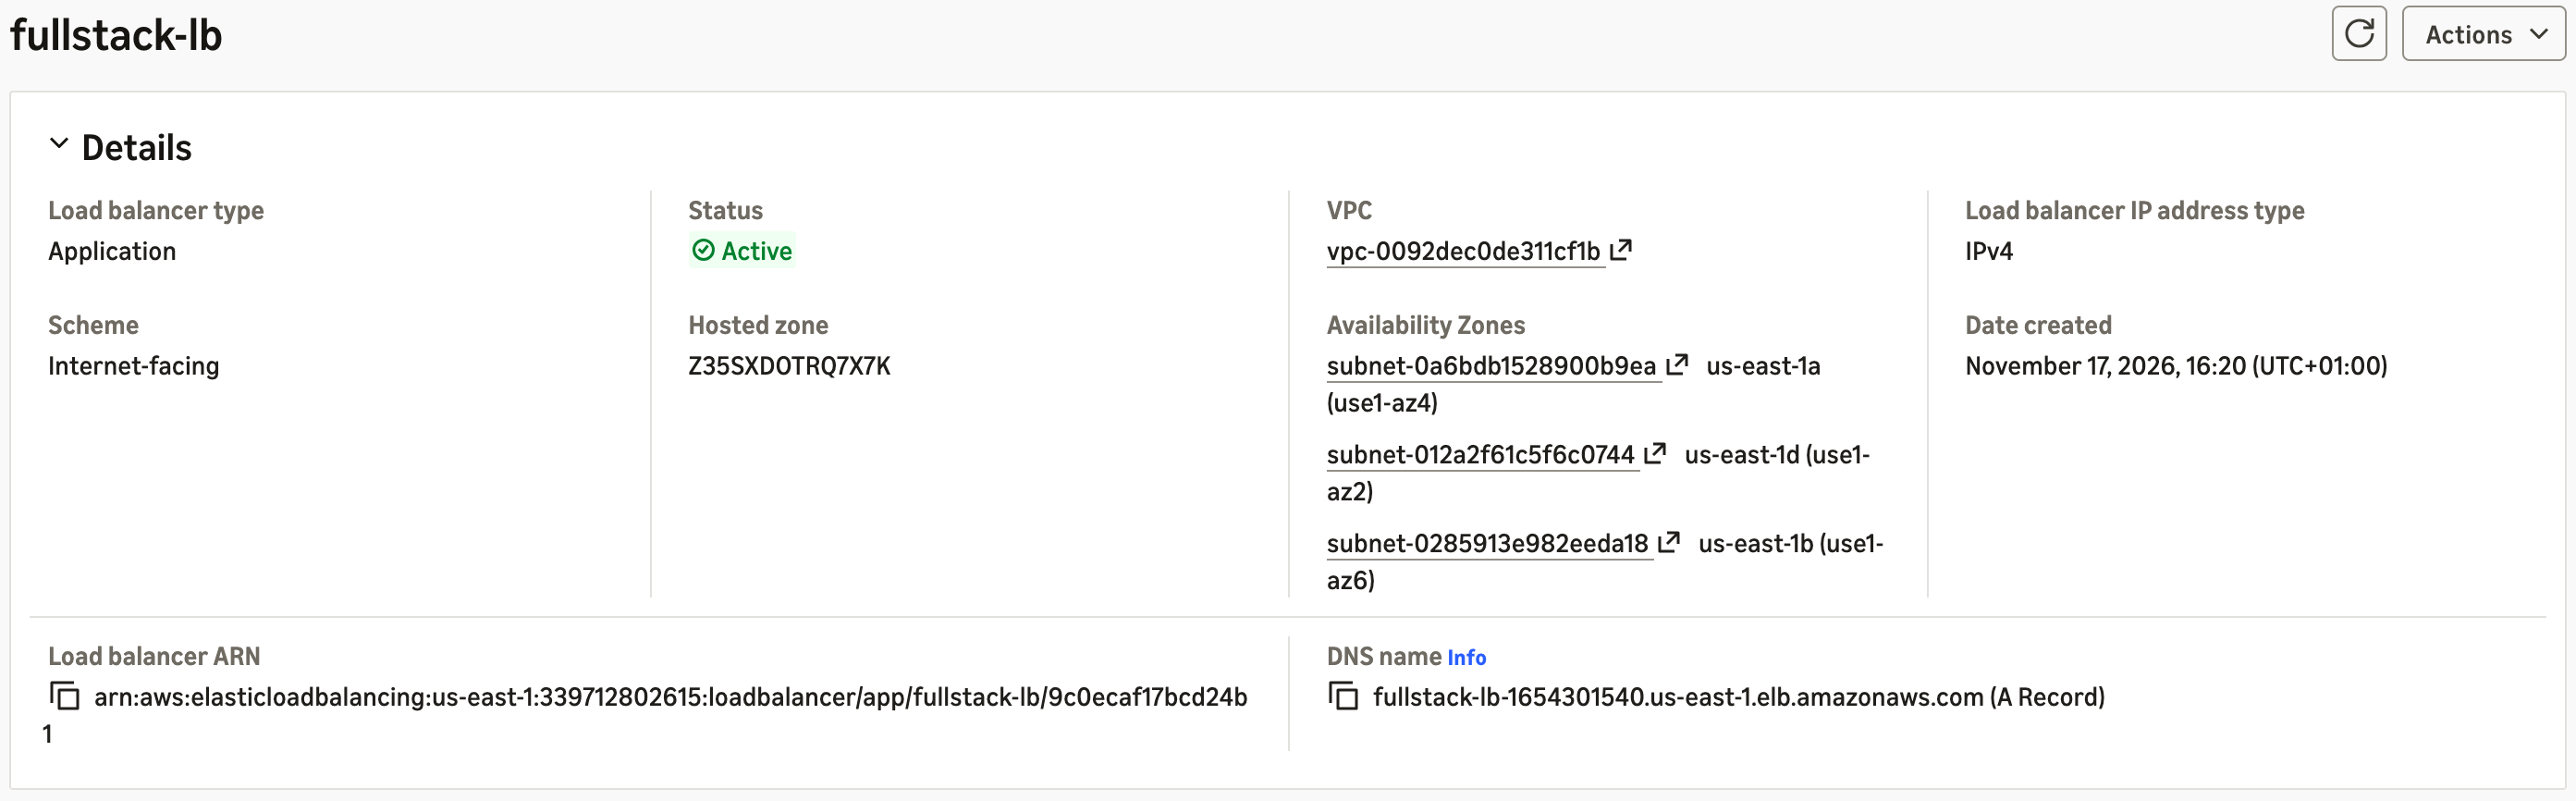 fullstack-lb
Actions
Details
Load balancer type
Application
Status
Active
VPC
vpc-0092dec0de311cf1b
Load balancer IP address type
IPv4
Scheme
Internet-facing
Hosted zone
Z35SXDOTRQ7X7K
Availability Zones
subnet-0a6bdb1528900b9ea us-east-1a
(use1-az4)
subnet-012a2f61c5f6c0744 us-east-1d (use1-
az2)
subnet-0285913e982eeda18 us-east-1b (use1-
az6)
Date created
November 17, 2026, 16:20 (UTC+01:00)
Load balancer ARN
arn:aws:elasticloadbalancing:us-east-1:339712802615:loadbalancer/app/fullstack-lb/9c0ecaf17bcd24b
1
DNS name Info
fullstack-lb-1654301540.us-east-1.elb.amazonaws.com (A Record)